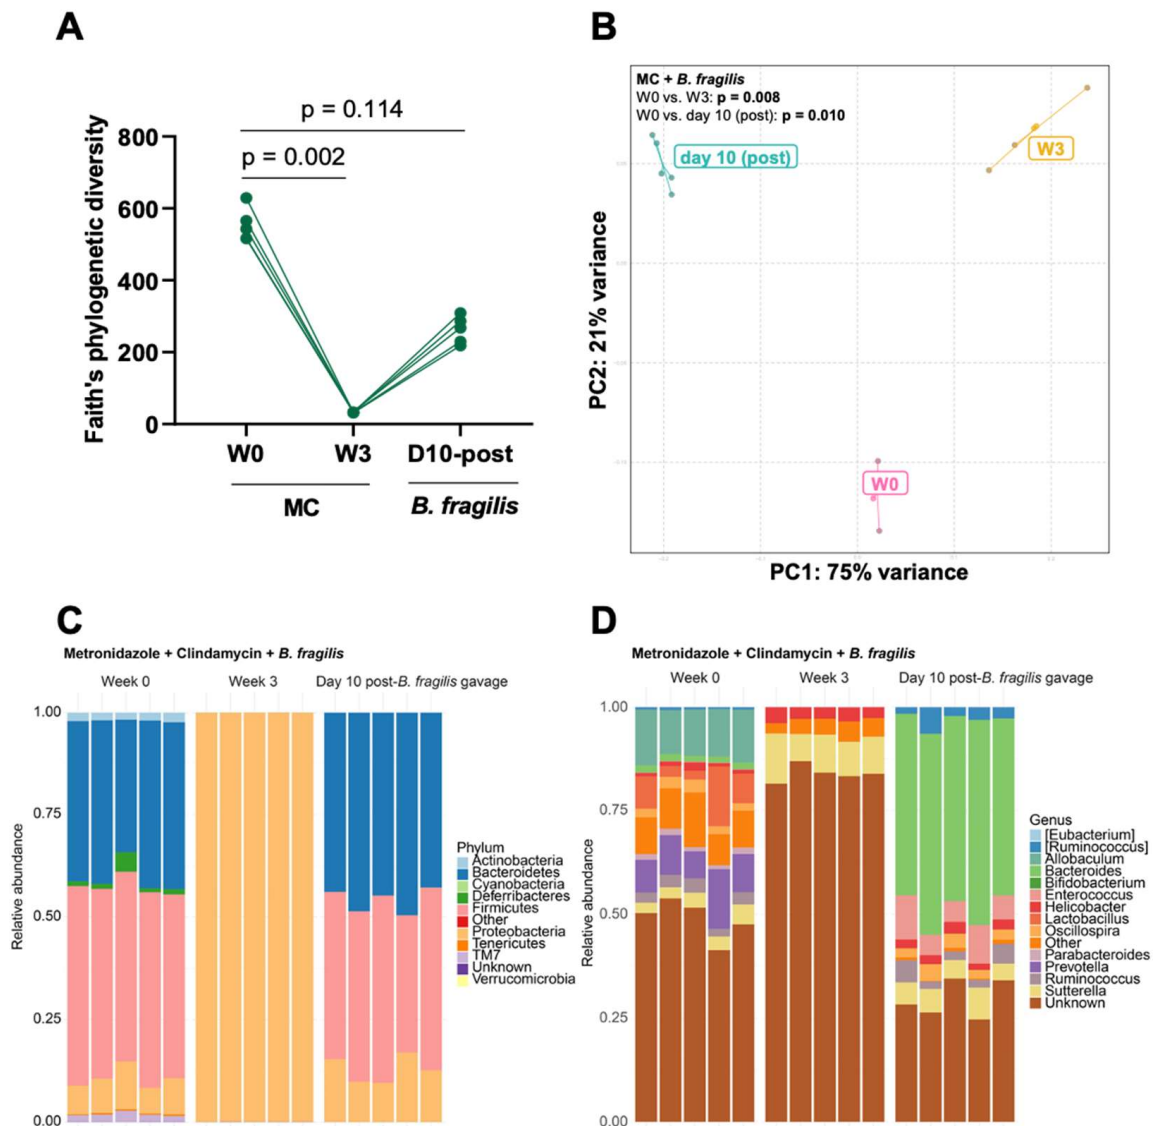 A
p = 0.114
p = 0.002
800
600
400
200
0
Faith's phylogenetic diversity
W0
W3
D10-post
MC
B. fragilis
B
MC + B. fragilis
W0 vs. W3: p = 0.008
W0 vs. day 10 (post): p = 0.010
day 10 (post)
W3
W0
PC2: 21% variance
PC1: 75% variance
C
Metronidazole + Clindamycin + B. fragilis
Week 0
Week 3
Day 10 post-B. fragilis gavage
1.00
0.75
0.50
0.25
0.00
Relative abundance
Phylum
Actinobacteria
Bacteroidetes
Cyanobacteria
Deferribacteres
Firmicutes
Other
Proteobacteria
Tenericutes
TM7
Unknown
Verrucomicrobia
D
Metronidazole + Clindamycin + B. fragilis
Week 0
Week 3
Day 10 post-B. fragilis gavage
1.00
0.75
0.50
0.25
0.00
Relative abundance
Genus
[Eubacterium]
[Ruminococcus]
Allobaculum
Bacteroides
Bifidobacterium
Enterococcus
Helicobacter
Lactobacillus
Oscillospira
Other
Parabacteroides
Prevotella
Ruminococcus
Sutterella
Unknown